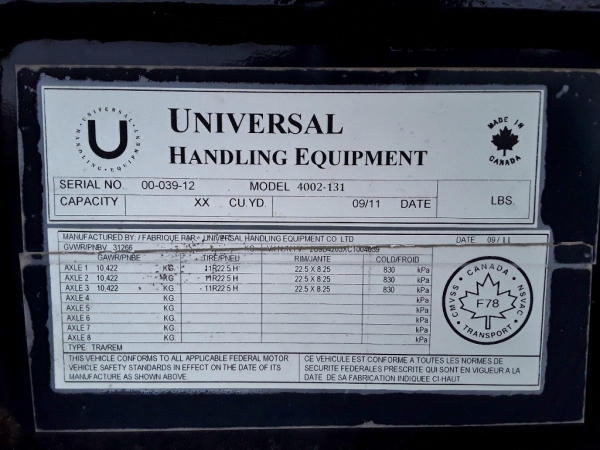 UNIVERSAL HANDLING EQUIPMENT
U
UNIVERSAL
HANDLING EQUIPMENT
MADE IN
CANADA
SERIAL NO. 00-039-12 MODEL 4002-131
CAPACITY XX CU.YD. 09/11 LBS.
MANUFACTURED BY: / FABRIQUE PAR: UNIVERSAL HANDLING EQUIPMENT CO. LTD DATE 09/11
GVWR/PNBV 31266
GAWR/PNBE TIRE/PNEU RIM/JANTE COLD/FROID
AXLE 1 10,422 KG. 11R22.5 H 22.5 X 8.25 830 kPa
AXLE 2 10,422 KG. 11R22.5 H 22.5 X 8.25 830 kPa
AXLE 3 10,422 KG. 11R22.5 H 22.5 X 8.25 830 kPa
AXLE 4 KG. kPa
AXLE 5 KG. kPa
AXLE 6 KG. kPa
AXLE 7 KG. kPa
AXLE 8 KG. kPa
TYPE: TRA/REM
CANADA
CMVSS NSVAC
F78
TRANSPORT
THIS VEHICLE CONFORMS TO ALL APPLICABLE FEDERAL MOTOR
VEHICLE SAFETY STANDARDS IN EFFECT ON THE DATE OF ITS
MANUFACTURE AS SHOWN ABOVE.
CE VEHICULE EST CONFORME A TOUTES LES NORMES DE
SECURITE FEDERALES PRESCRITE QUI SONT EN VIGUEUR A LA
DATE DE SA FABRICATION INDIQUEE CI-HAUT